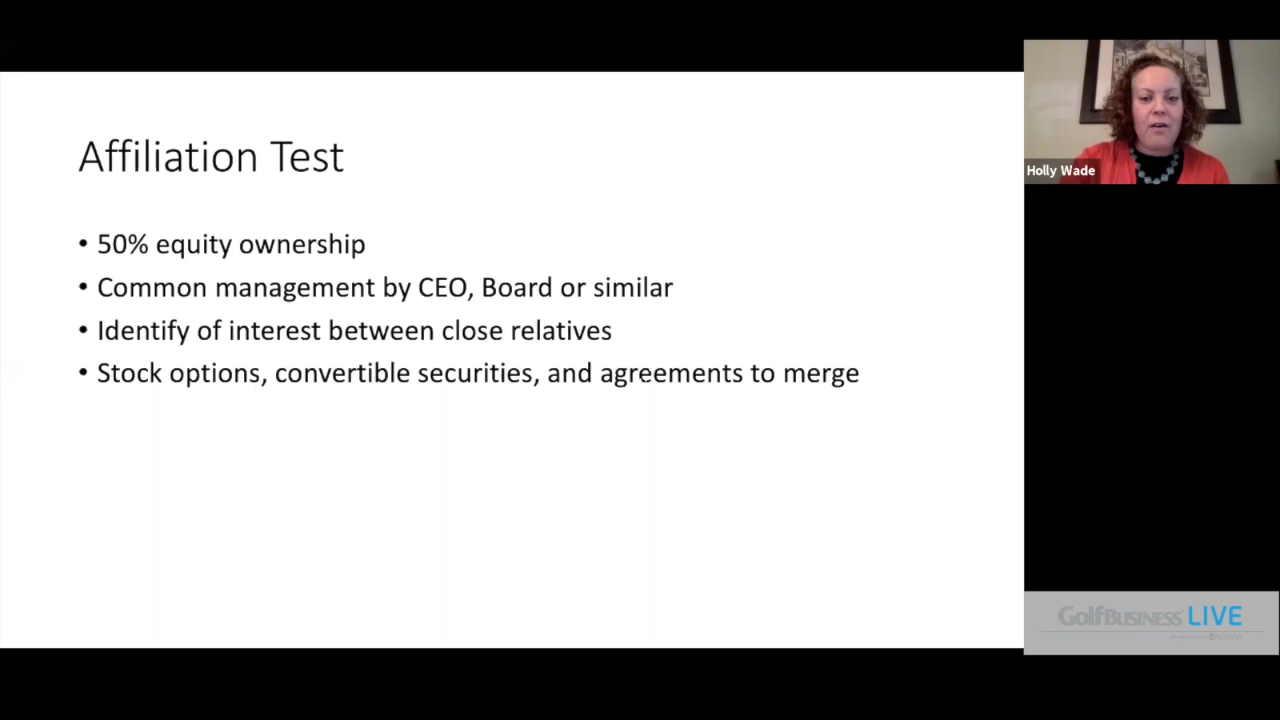 Affiliation Test
• 50% equity ownership
• Common management by CEO, Board or similar
• Identify of interest between close relatives
• Stock options, convertible securities, and agreements to merge
Holly Wade
GolfBusiness LIVE